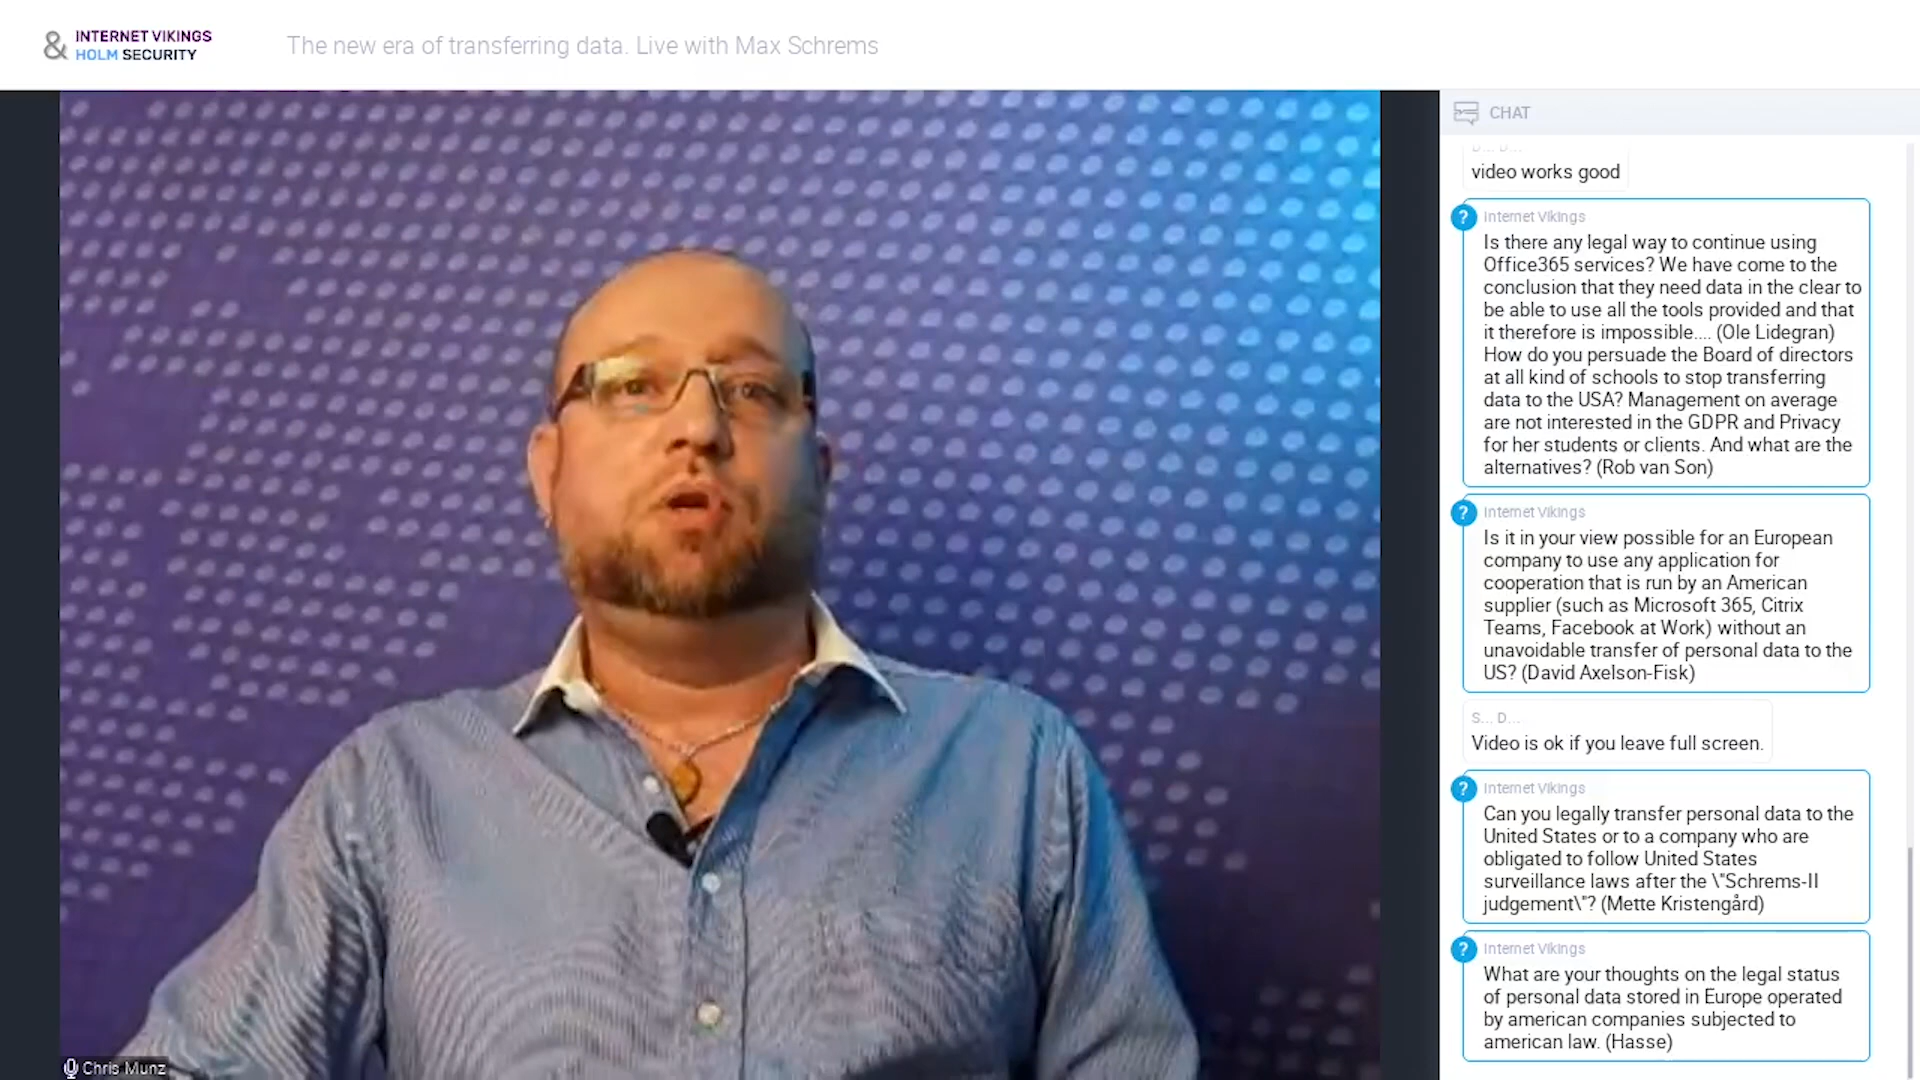 & INTERNET VIKINGS
HOLM SECURITY
The new era of transferring data. Live with Max Schrems
CHAT
D... D...
video works good
? Internet Vikings
Is there any legal way to continue using
Office365 services? We have come to the
conclusion that they need data in the clear to
be able to use all the tools provided and that
it therefore is impossible.... (Ole Lidegran)
How do you persuade the Board of directors
at all kind of schools to stop transferring
data to the USA? Management on average
are not interested in the GDPR and Privacy
for her students or clients. And what are the
alternatives? (Rob van Son)
? Internet Vikings
Is it in your view possible for an European
company to use any application for
cooperation that is run by an American
supplier (such as Microsoft 365, Citrix
Teams, Facebook at Work) without an
unavoidable transfer of personal data to the
US? (David Axelson-Fisk)
S... D...
Video is ok if you leave full screen.
? Internet Vikings
Can you legally transfer personal data to the
United States or to a company who are
obligated to follow United States
surveillance laws after the \"Schrems-II
judgement\"? (Mette Kristengård)
? Internet Vikings
What are your thoughts on the legal status
of personal data stored in Europe operated
by american companies subjected to
american law. (Hasse)
Chris Munz